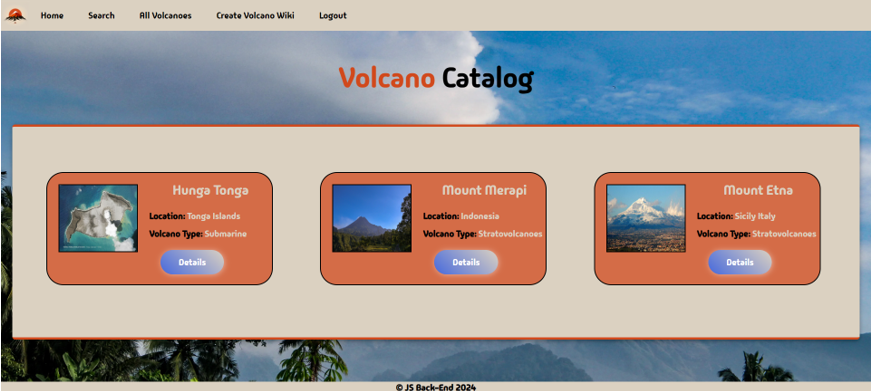 Home Search All Volcanoes Create Volcano Wiki Logout
Volcano Catalog
Hunga Tonga
Location: Tonga Islands
Volcano Type: Submarine
Details
Mount Merapi
Location: Indonesia
Volcano Type: Stratovolcanoes
Details
Mount Etna
Location: Sicily Italy
Volcano Type: Stratovolcanoes
Details
© JS Back-End 2024